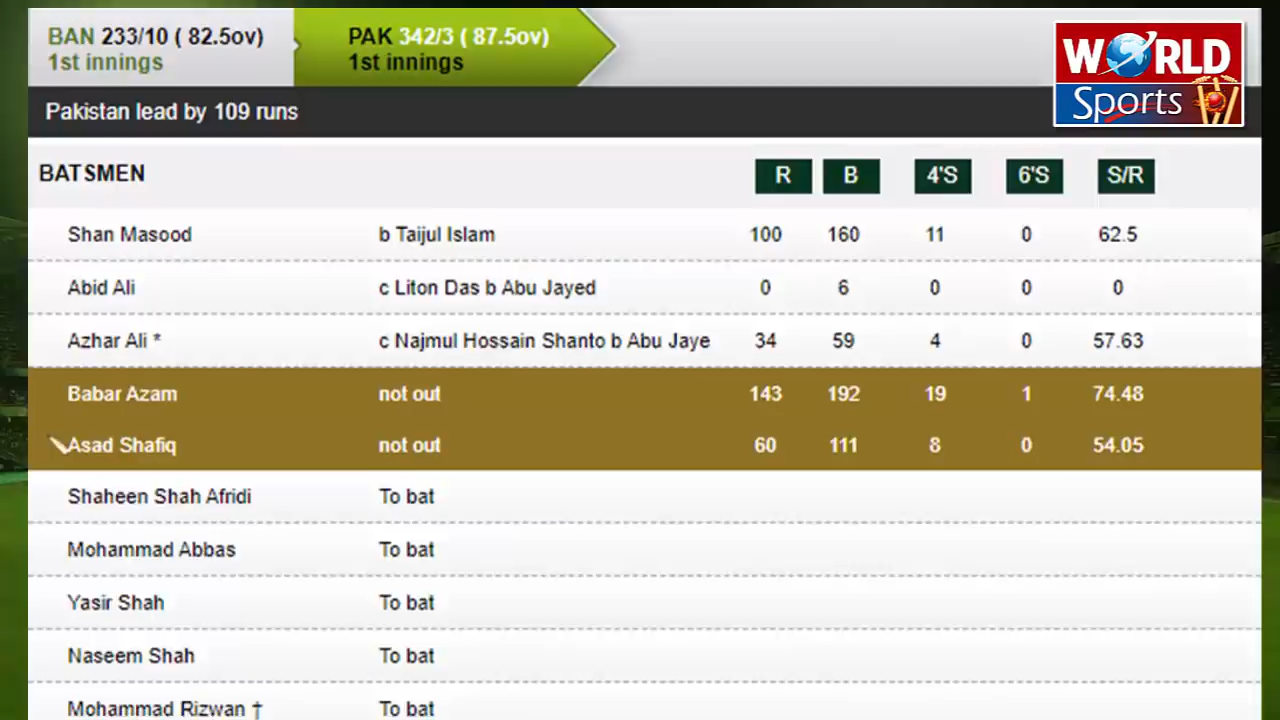 BAN 233/10 ( 82.5ov) PAK 342/3 ( 87.5ov)
1st innings 1st innings
WORLD
Sports
Pakistan lead by 109 runs
BATSMEN R B 4'S 6'S S/R
Shan Masood b Taijul Islam 100 160 11 0 62.5
Abid Ali c Liton Das b Abu Jayed 0 6 0 0 0
Azhar Ali * c Najmul Hossain Shanto b Abu Jaye 34 59 4 0 57.63
Babar Azam not out 143 192 19 1 74.48
Asad Shafiq not out 60 111 8 0 54.05
Shaheen Shah Afridi To bat
Mohammad Abbas To bat
Yasir Shah To bat
Naseem Shah To bat
Mohammad Rizwan † To bat